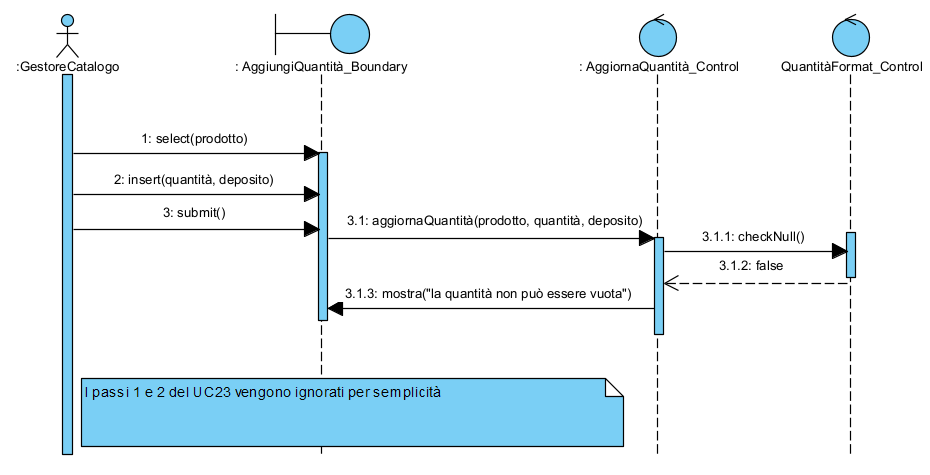 :GestoreCatalogo
: AggiungiQuantità_Boundary
: AggiornaQuantità_Control
QuantitàFormat_Control
1: select(prodotto)
2: insert(quantità, deposito)
3: submit()
3.1: aggiornaQuantità(prodotto, quantità, deposito)
3.1.1: checkNull()
3.1.2: false
3.1.3: mostra("la quantità non può essere vuota")
I passi 1 e 2 del UC23 vengono ignorati per semplicità